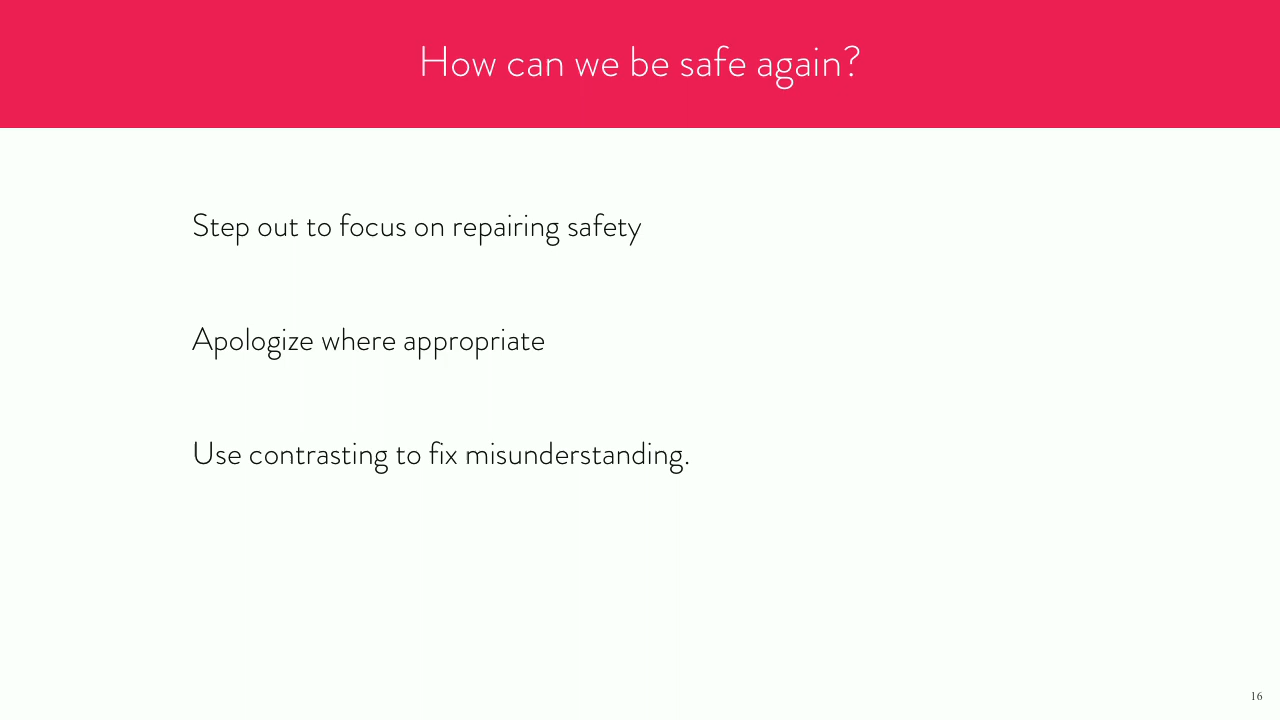 How can we be safe again?
Step out to focus on repairing safety
Apologize where appropriate
Use contrasting to fix misunderstanding.
16